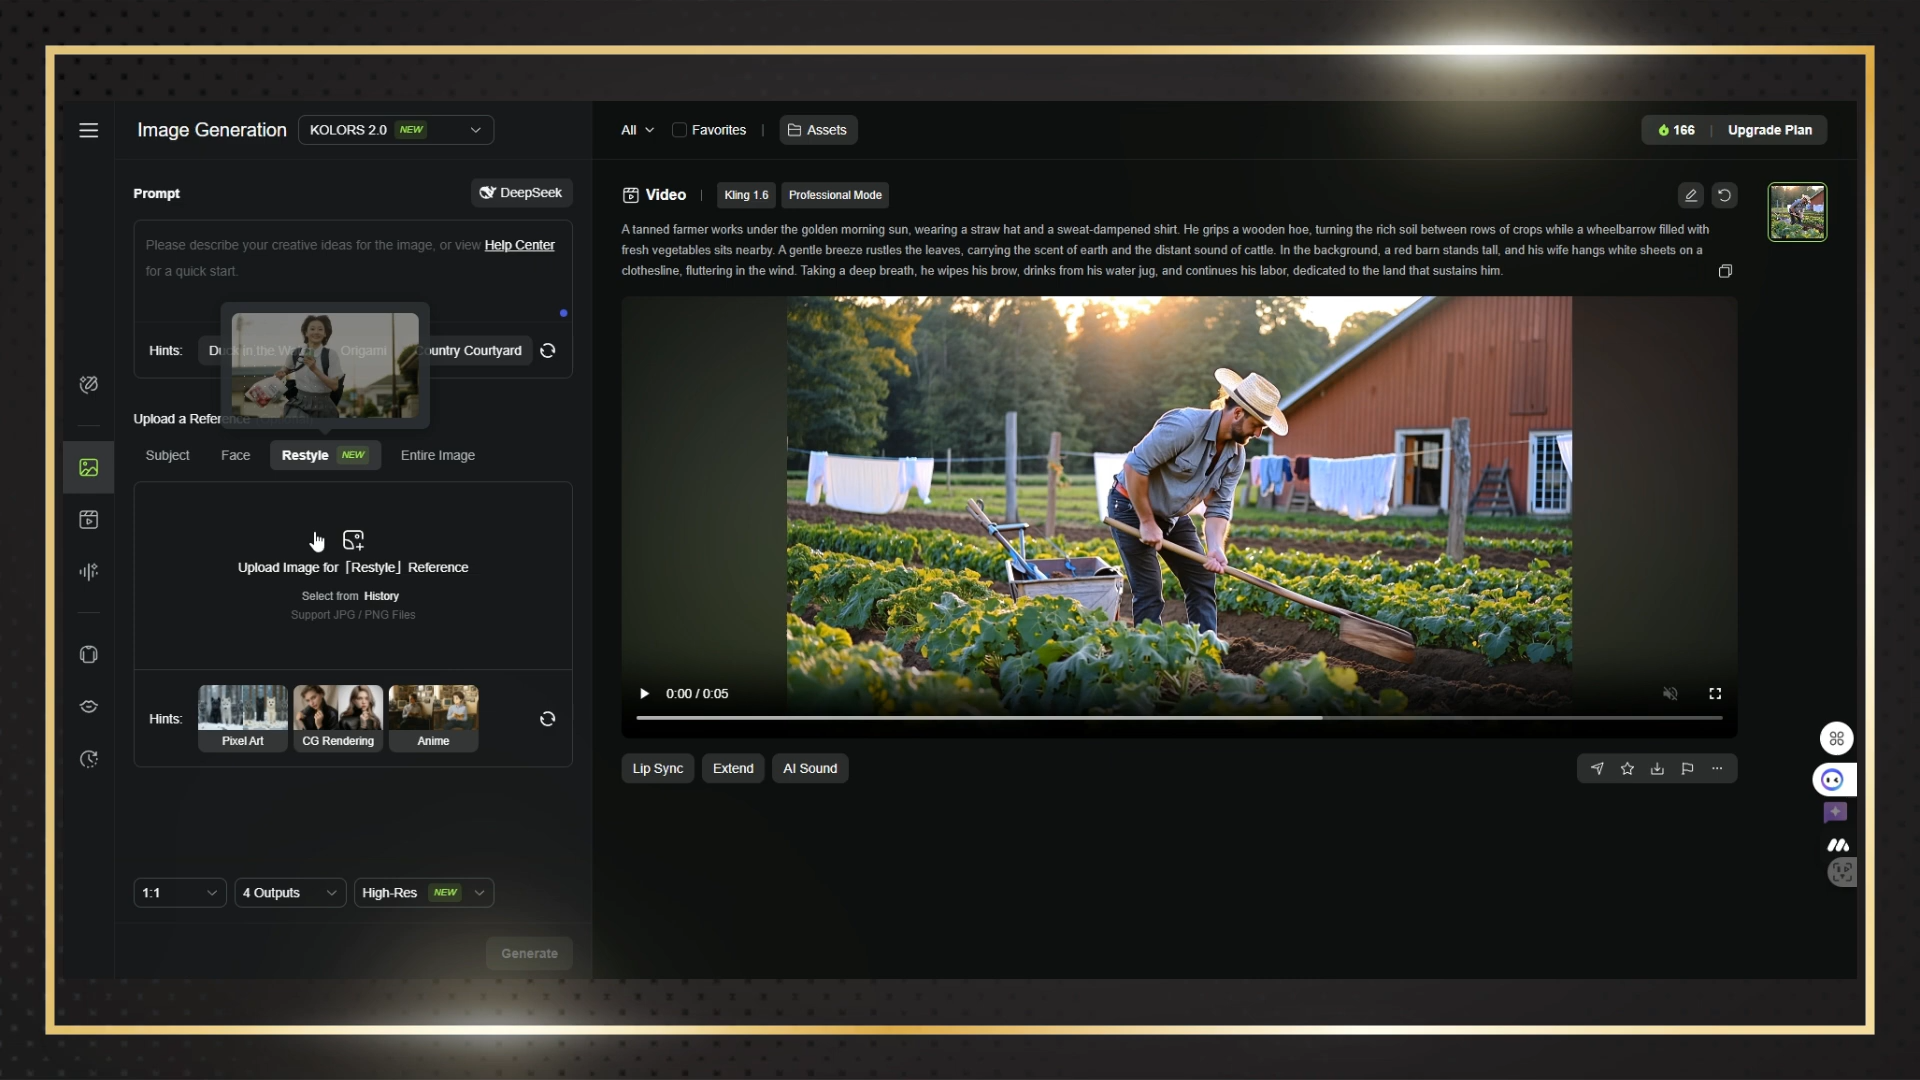 Image Generation
KOLORS 2.0 NEW
All
Favorites
Assets
166
Upgrade Plan
Prompt
DeepSeek
Please describe your creative ideas for the image, or view Help Center
for a quick start.
Hints:
Duck in the
Origami
Country Courtyard
Upload a Reference
Subject
Face
Restyle NEW
Entire Image
Upload Image for「Restyle」Reference
Select from History
Support JPG / PNG Files
Hints:
Pixel Art
CG Rendering
Anime
1:1
4 Outputs
High-Res NEW
Generate
Video
Kling 1.6
Professional Mode
A tanned farmer works under the golden morning sun, wearing a straw hat and a sweat-dampened shirt. He grips a wooden hoe, turning the rich soil between rows of crops while a wheelbarrow filled with
fresh vegetables sits nearby. A gentle breeze rustles the leaves, carrying the scent of earth and the distant sound of cattle. In the background, a red barn stands tall, and his wife hangs white sheets on a
clothesline, fluttering in the wind. Taking a deep breath, he wipes his brow, drinks from his water jug, and continues his labor, dedicated to the land that sustains him.
0:00 / 0:05
Lip Sync
Extend
AI Sound